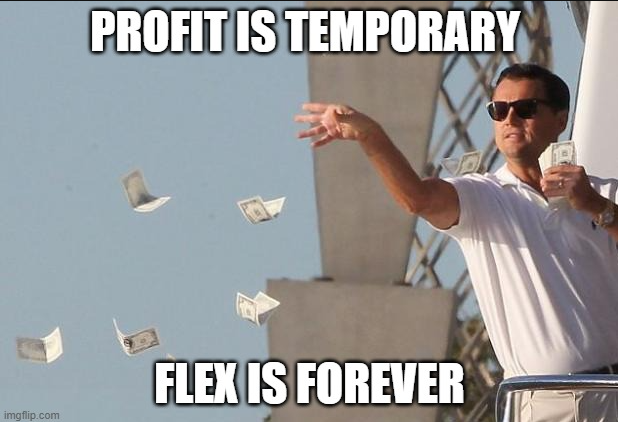 PROFIT IS TEMPORARY
FLEX IS FOREVER
imgflip.com